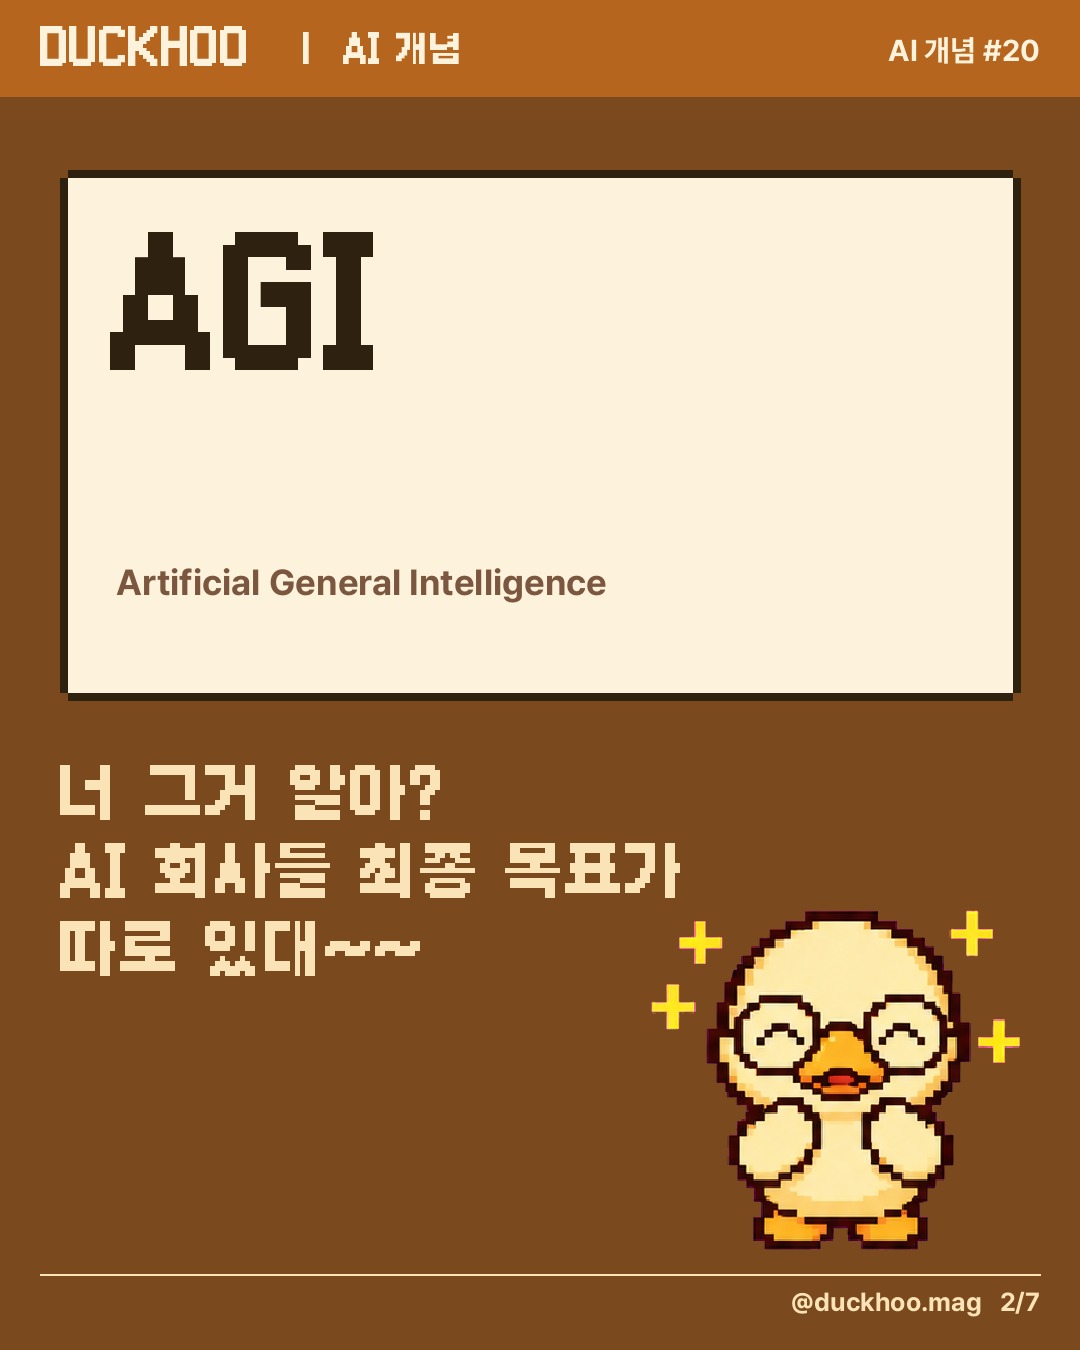 DUCKHOO | AI 개념
AI 개념 #20
AGI
Artificial General Intelligence
너 그거 알아?
AI 회사들 최종 목표가
따로 있대~~
@duckhoo.mag 2/7